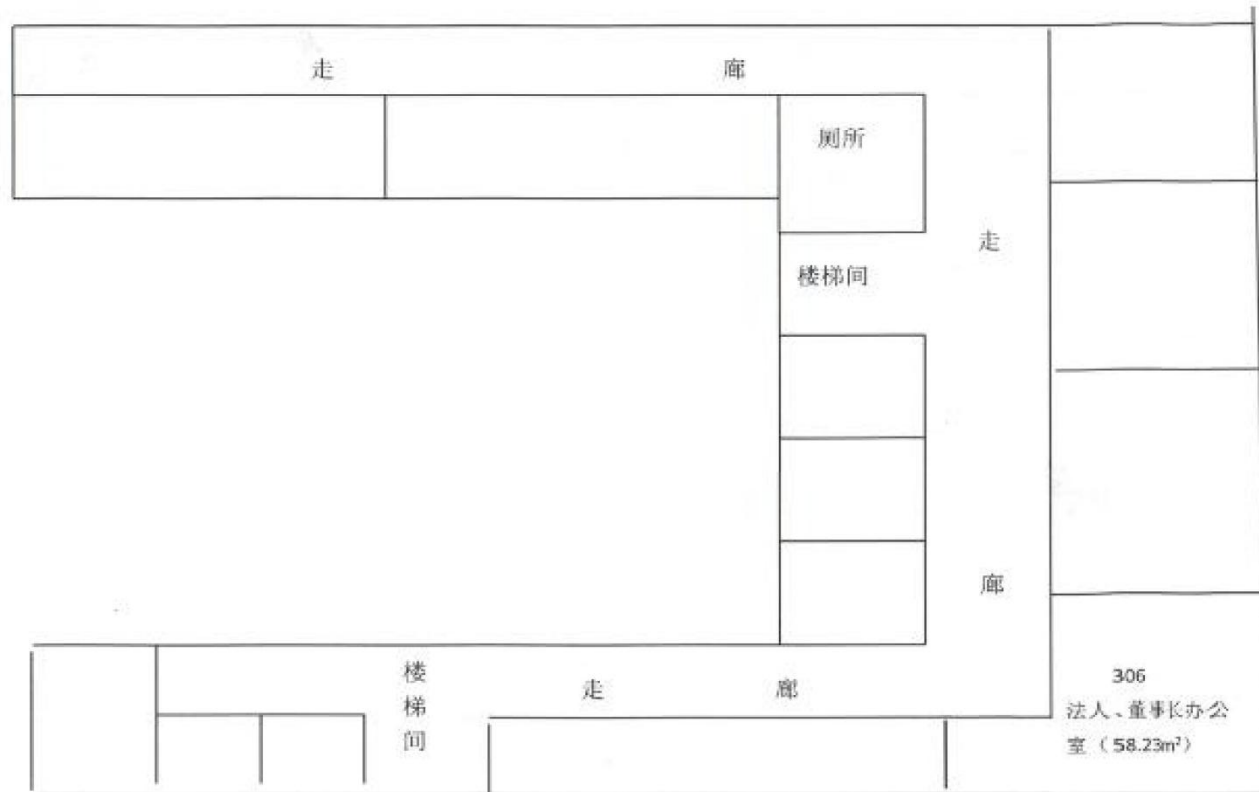 走 廊
厕所
走
楼梯间
廊
楼
梯
间
走 廊
306
法人、董事长办公
室（58.23m²）